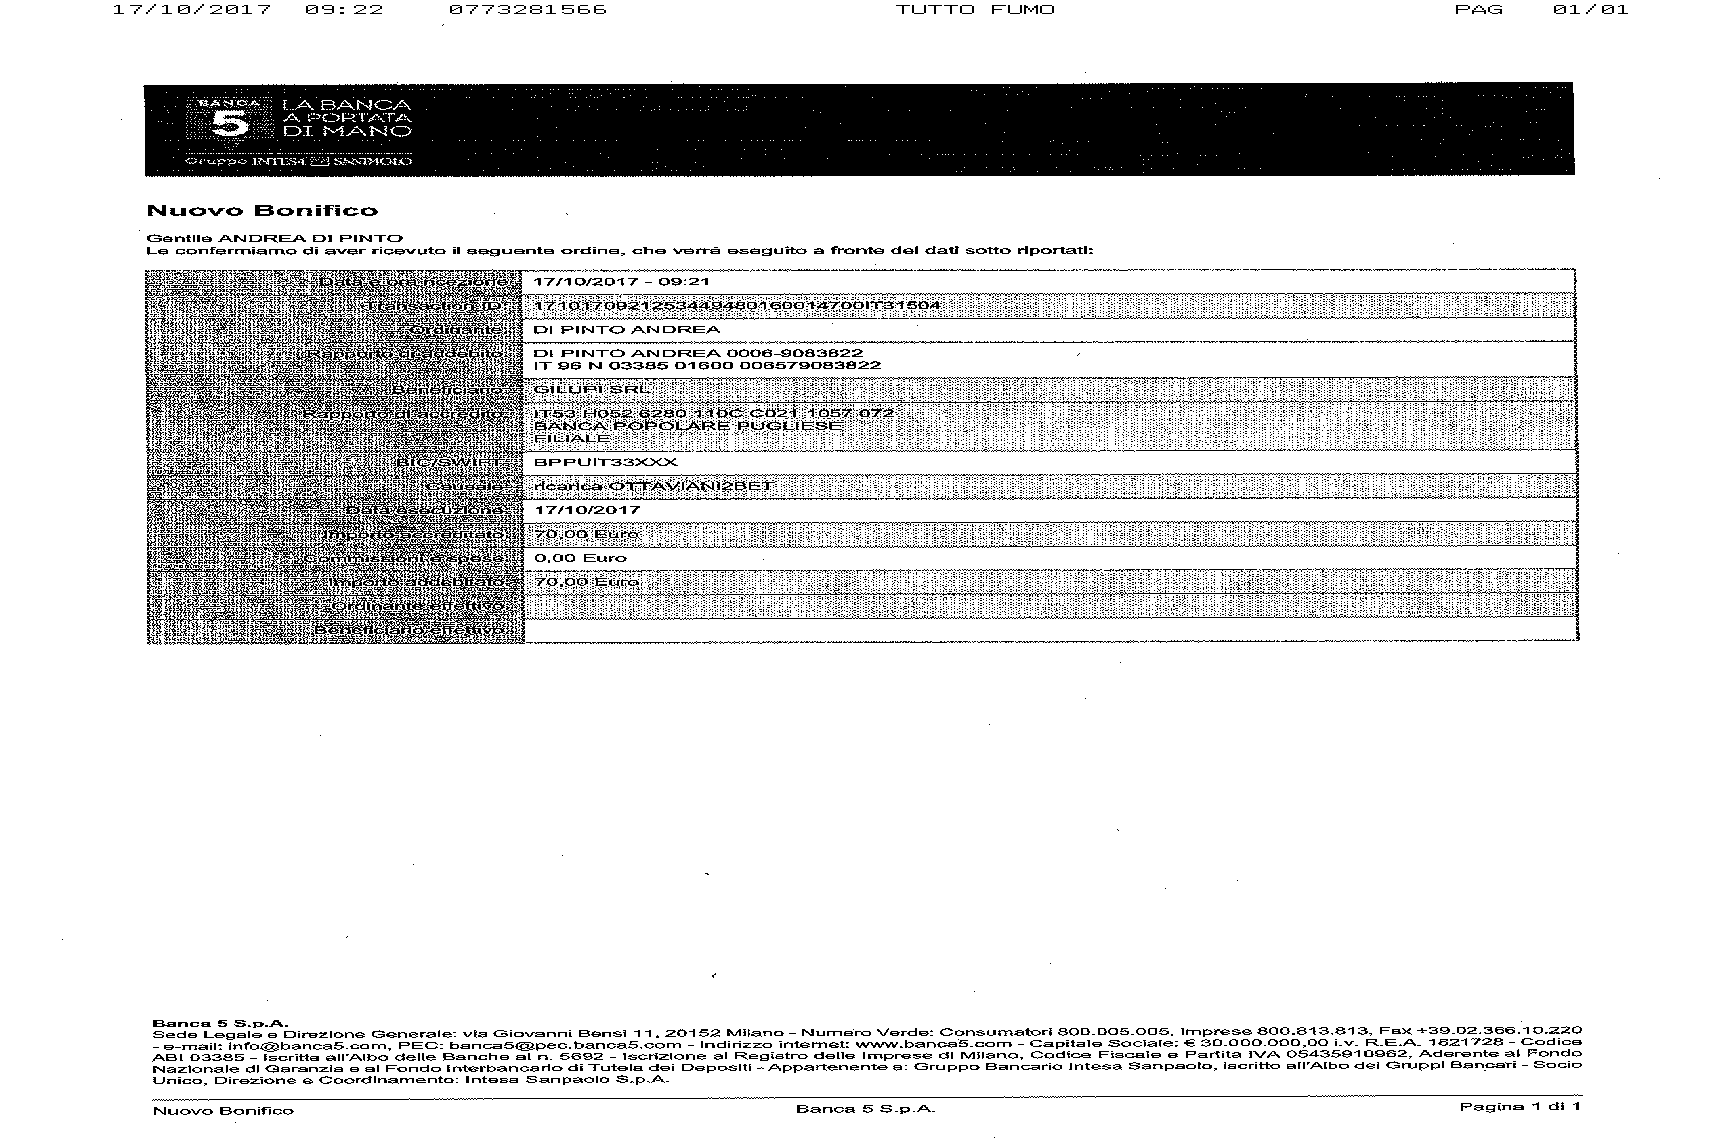 17/10/2017 09:22 0773281566 TUTTO FUMO PAG 01/01
BANCA 5 LA BANCA
A PORTATA
DI MANO
Gruppo INTESA SANPAOLO
Nuovo Bonifico
Gentile ANDREA DI PINTO
Le confermiamo di aver ricevuto il seguente ordine, che verrà eseguito a fronte dei dati sotto riportati:
Data e ora ricezione: 17/10/2017 - 09:21
Transaction ID: 1710170921253449480160014700IT31504
Ordinante: DI PINTO ANDREA
Rapporto di addebito: DI PINTO ANDREA 0006-9083822
IT 96 N 03385 01600 006579083822
Beneficiario: GILUPI SRL
Rapporto di accredito: IT53 H052 6280 110C C021 1057 072
BANCA POPOLARE PUGLIESE
FILIALE
BIC/SWIFT: BPPUIT33XXX
Causale: ricarica OTTAVIANI2BET
Data esecuzione: 17/10/2017
Importo accreditato: 70,00 Euro
0,00 Euro
Importo addebitato: 70,00 Euro
Ordinante effettivo:
Beneficiario effettivo:
Banca 5 S.p.A.
Sede Legale e Direzione Generale: via Giovanni Bensi 11, 20152 Milano - Numero Verde: Consumatori 800.005.005, Imprese 800.813.813, Fax +39.02.366.10.220
- e-mail: info@banca5.com, PEC: banca5@pec.banca5.com - Indirizzo internet: www.banca5.com - Capitale Sociale: € 30.000.000,00 i.v. R.E.A. 1621728 - Codice
ABI 03385 - Iscritta all'Albo delle Banche al n. 5692 - Iscrizione al Registro delle Imprese di Milano, Codice Fiscale e Partita IVA 05435910962, Aderente al Fondo
Nazionale di Garanzia e al Fondo Interbancario di Tutela dei Depositi - Appartenente a: Gruppo Bancario Intesa Sanpaolo, iscritto all'Albo dei Gruppi Bancari - Socio
Unico, Direzione e Coordinamento: Intesa Sanpaolo S.p.A.
Nuovo Bonifico Banca 5 S.p.A. Pagina 1 di 1